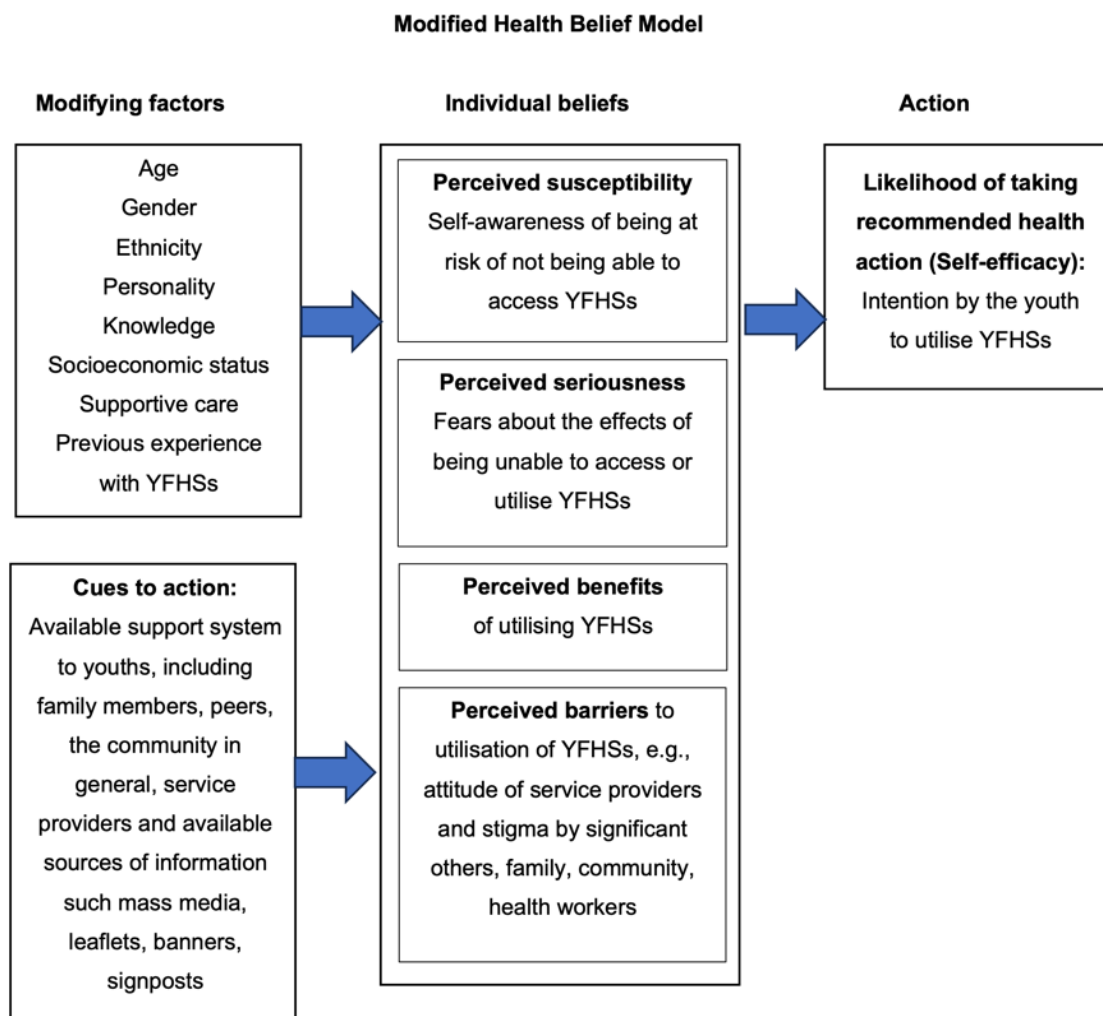 Modified Health Belief Model
Modifying factors
Individual beliefs
Action
Age
Gender
Ethnicity
Personality
Knowledge
Socioeconomic status
Supportive care
Previous experience
with YFHSs
Cues to action:
Available support system
to youths, including
family members, peers,
the community in
general, service
providers and available
sources of information
such mass media,
leaflets, banners,
signposts
Perceived susceptibility
Self-awareness of being at
risk of not being able to
access YFHSs
Perceived seriousness
Fears about the effects of
being unable to access or
utilise YFHSs
Perceived benefits
of utilising YFHSs
Perceived barriers to
utilisation of YFHSs, e.g.,
attitude of service providers
and stigma by significant
others, family, community,
health workers
Likelihood of taking
recommended health
action (Self-efficacy):
Intention by the youth
to utilise YFHSs